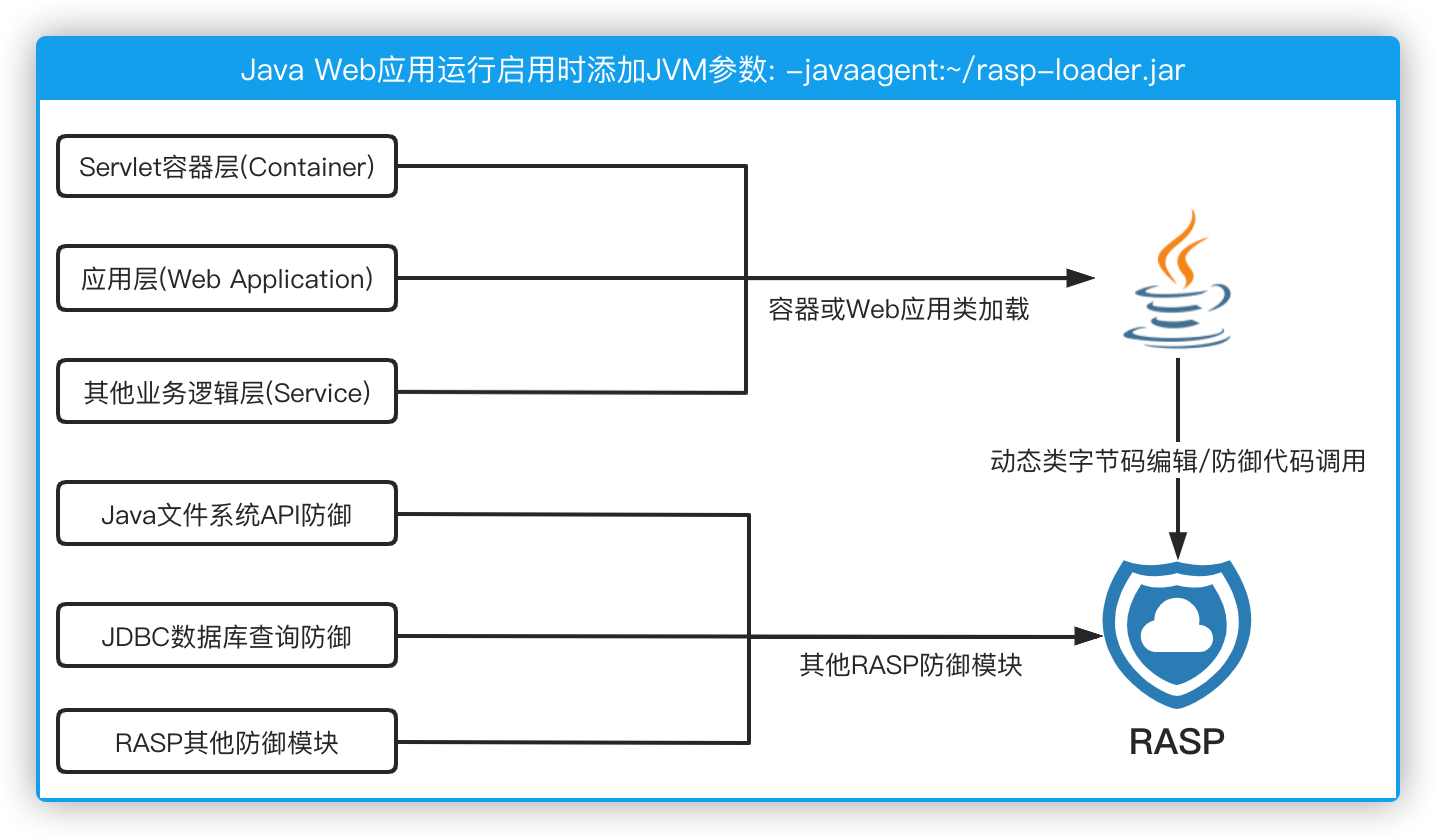 Java Web应用运行启用时添加JVM参数: -javaagent:~/rasp-loader.jar
Servlet容器层(Container)
应用层(Web Application)
容器或Web应用类加载
其他业务逻辑层(Service)
动态类字节码编辑/防御代码调用
Java文件系统API防御
JDBC数据库查询防御
其他RASP防御模块
RASP其他防御模块
RASP